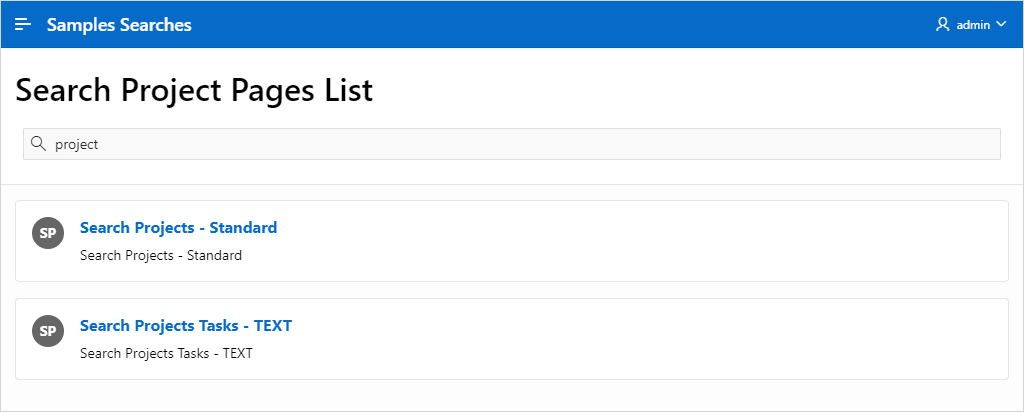 Samples Searches
admin
Search Project Pages List
project
SP
Search Projects - Standard
Search Projects - Standard
SP
Search Projects Tasks - TEXT
Search Projects Tasks - TEXT